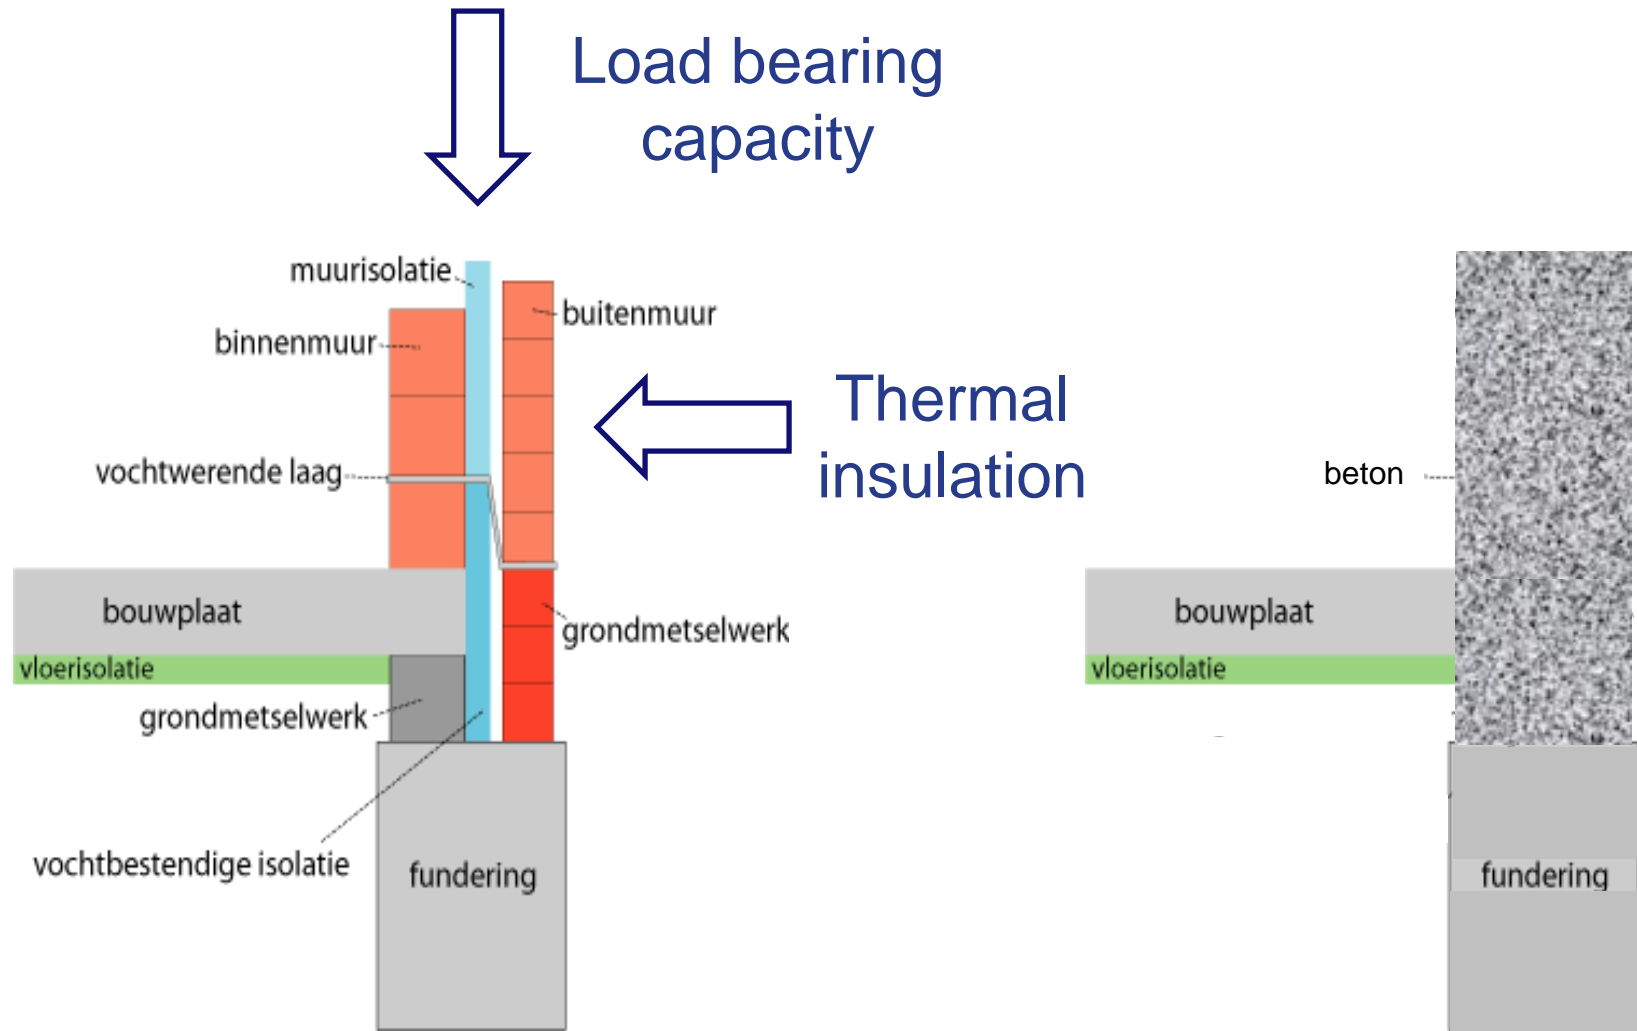 Load bearing
capacity
muurisolatie
buitenmuur
binnenmuur
Thermal
insulation
vochtwerende laag
bouwplaat
vloerisolatie
grondmetselwerk
grondmetselwerk
vochtbestendige isolatie
fundering
beton
bouwplaat
vloerisolatie
fundering